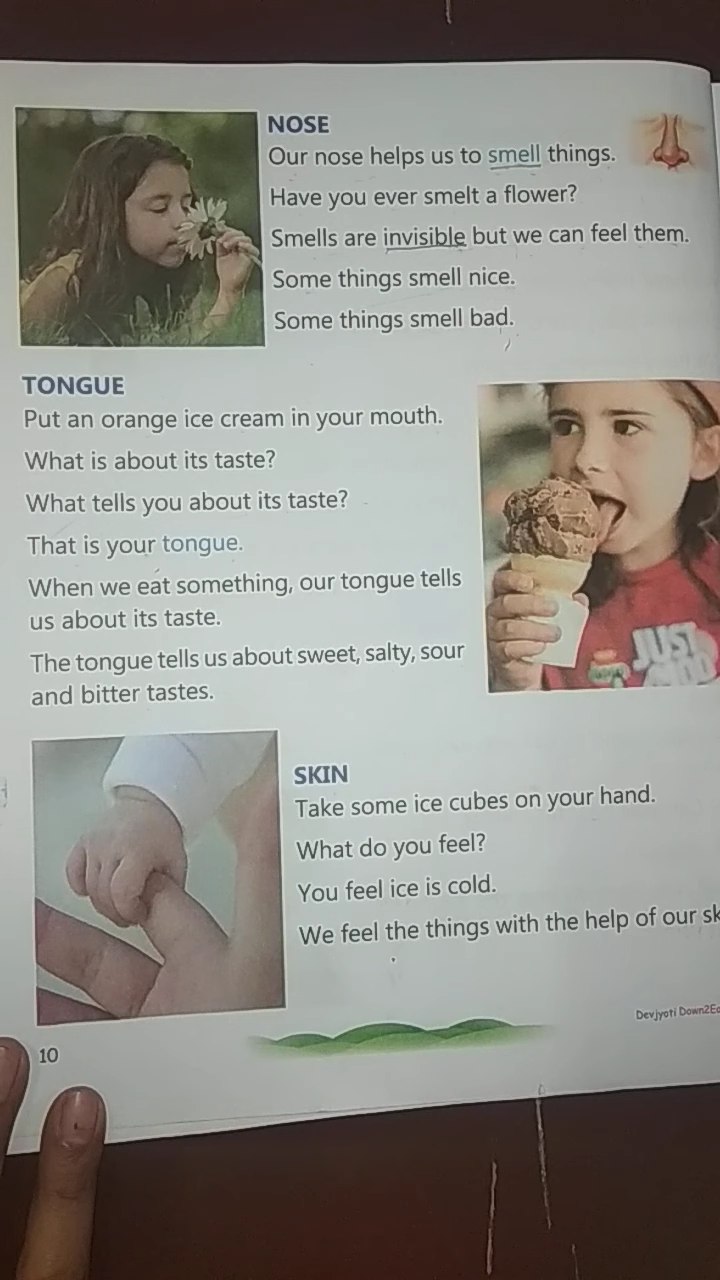 NOSE
Our nose helps us to smell things.
Have you ever smelt a flower?
Smells are invisible but we can feel them.
Some things smell nice.
Some things smell bad.
TONGUE
Put an orange ice cream in your mouth.
What is about its taste?
What tells you about its taste?
That is your tongue.
When we eat something, our tongue tells
us about its taste.
The tongue tells us about sweet, salty, sour
and bitter tastes.
JUST
SKIN
Take some ice cubes on your hand.
What do you feel?
You feel ice is cold.
We feel the things with the help of our
Devjyoti
10